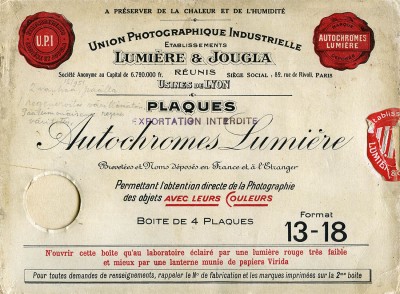 A PRÉSERVER DE LA CHALEUR ET DE L'HUMIDITÉ
UNION PHOTOGRAPHIQUE INDUSTRIELLE
U.P.I
ETABLISSEMENTS
AUTOCHROMES
LUMIÈRE
LUMIÈRE & JOUGLA
RÉUNIS
Société Anonyme au Capital de 6.720.000 fr.
SIÈGE SOCIAL : 89, rue de Rivoli, PARIS
USINES DE LYON
PLAQUES
EXPORTATION INTERDITE
Autochromes Lumière
Brevetées et Noms déposés en France et à l'Etranger
Permettant l'obtention directe de la Photographie
des objets AVEC LEURS COULEURS
BOITE DE 4 PLAQUES
Format
13-18
N'ouvrir cette boîte qu'au laboratoire éclairé par une lumière rouge très faible
et mieux par une lanterne munie de papiers Virida
Pour toutes demandes de renseignements, rappeler le No de fabrication et les marques imprimées sur la 2me boîte